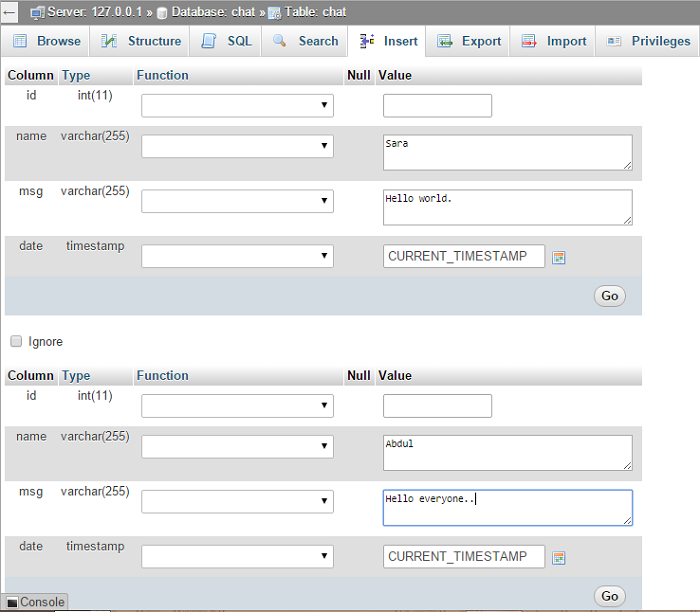 Server: 127.0.0.1 » Database: chat » Table: chat
Browse Structure SQL Search Insert Export Import Privileges
Column Type Function Null Value
id int(11)
name varchar(255) Sara
msg varchar(255) Hello world.
date timestamp CURRENT_TIMESTAMP
Go
Ignore
Column Type Function Null Value
id int(11)
name varchar(255) Abdul
msg varchar(255) Hello everyone..
date timestamp CURRENT_TIMESTAMP
Go
Console